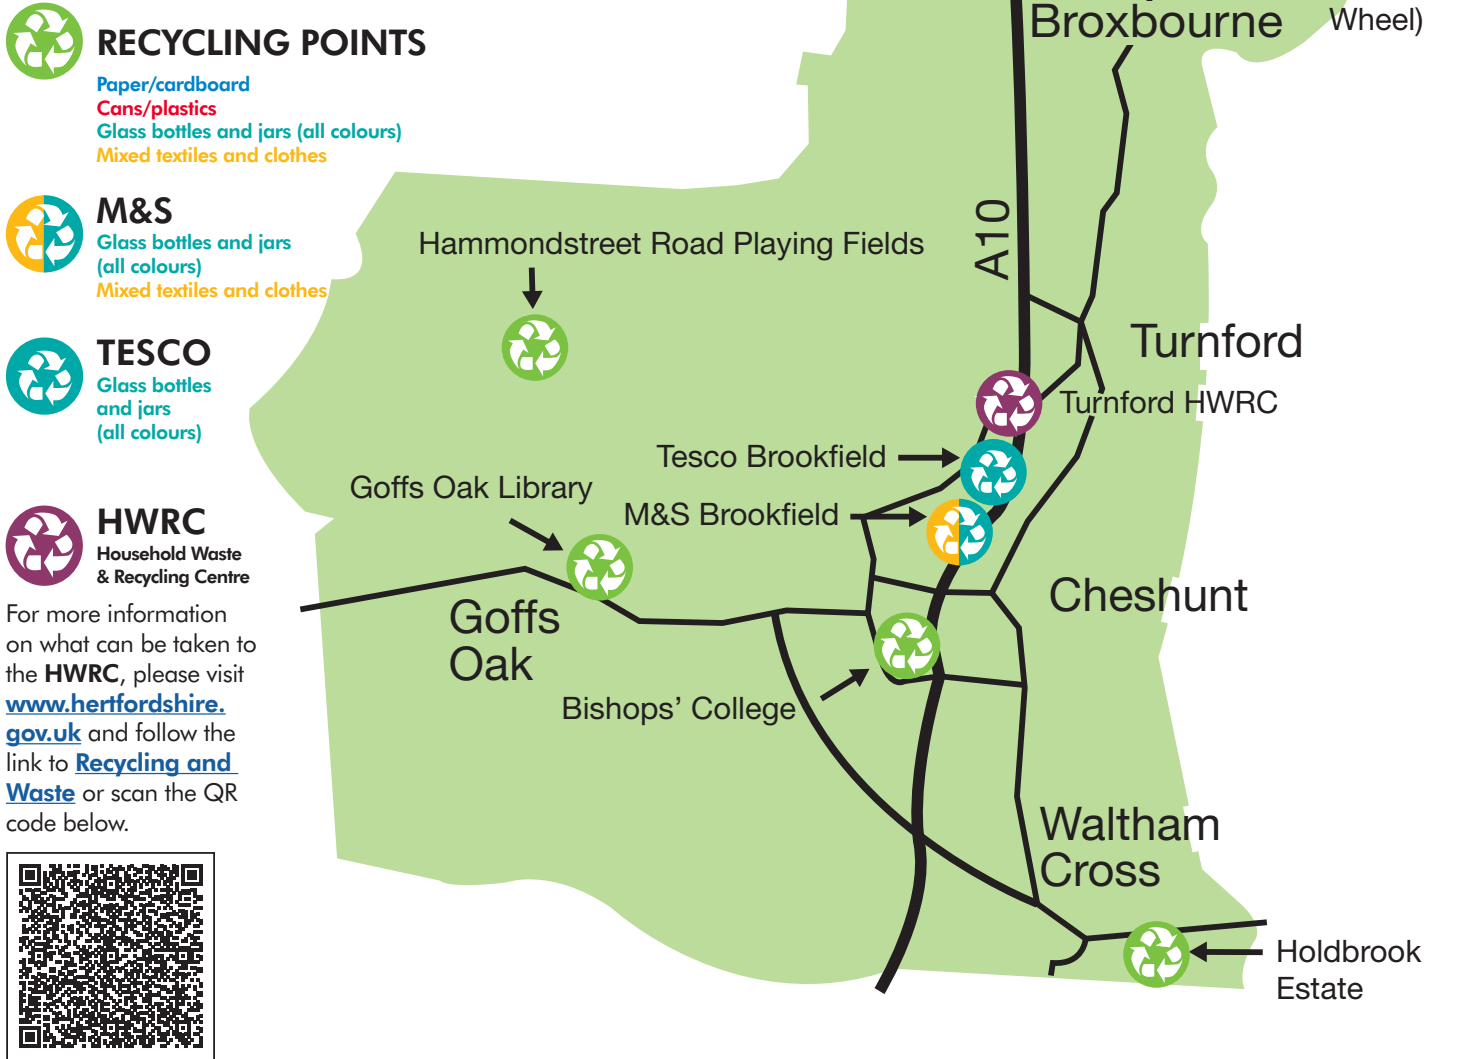 RECYCLING POINTS
Paper/cardboard
Cans/plastics
Glass bottles and jars (all colours)
Mixed textiles and clothes
M&S
Glass bottles and jars
(all colours)
Mixed textiles and clothes
TESCO
Glass bottles
and jars
(all colours)
HWRC
Household Waste
& Recycling Centre
For more information
on what can be taken to
the HWRC, please visit
www.hertfordshire.
gov.uk and follow the
link to Recycling and
Waste or scan the QR
code below.
Broxbourne
Wheel)
A10
Hammondstreet Road Playing Fields
Turnford
Turnford HWRC
Tesco Brookfield
Goffs Oak Library
M&S Brookfield
Cheshunt
Goffs
Oak
Bishops’ College
Waltham
Cross
Holdbrook
Estate